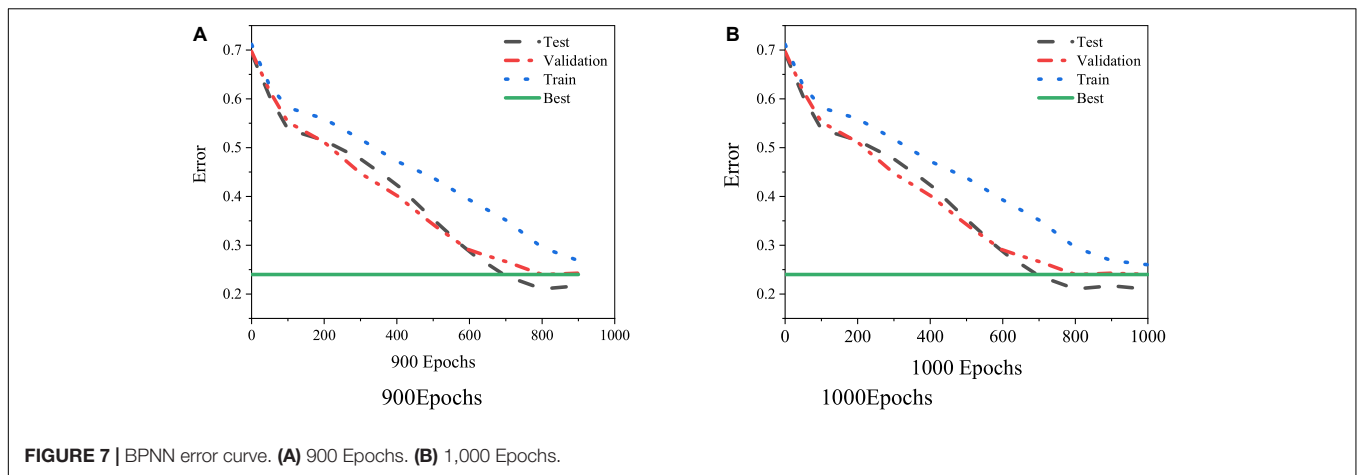 A
0.7
0.6
0.5
0.4
0.3
0.2
Error
Test
Validation
Train
Best
0 200 400 600 800 1000
900 Epochs
900Epochs
B
0.7
0.6
0.5
0.4
0.3
0.2
Error
Test
Validation
Train
Best
0 200 400 600 800 1000
1000 Epochs
1000Epochs
FIGURE 7 | BPNN error curve. (A) 900 Epochs. (B) 1,000 Epochs.